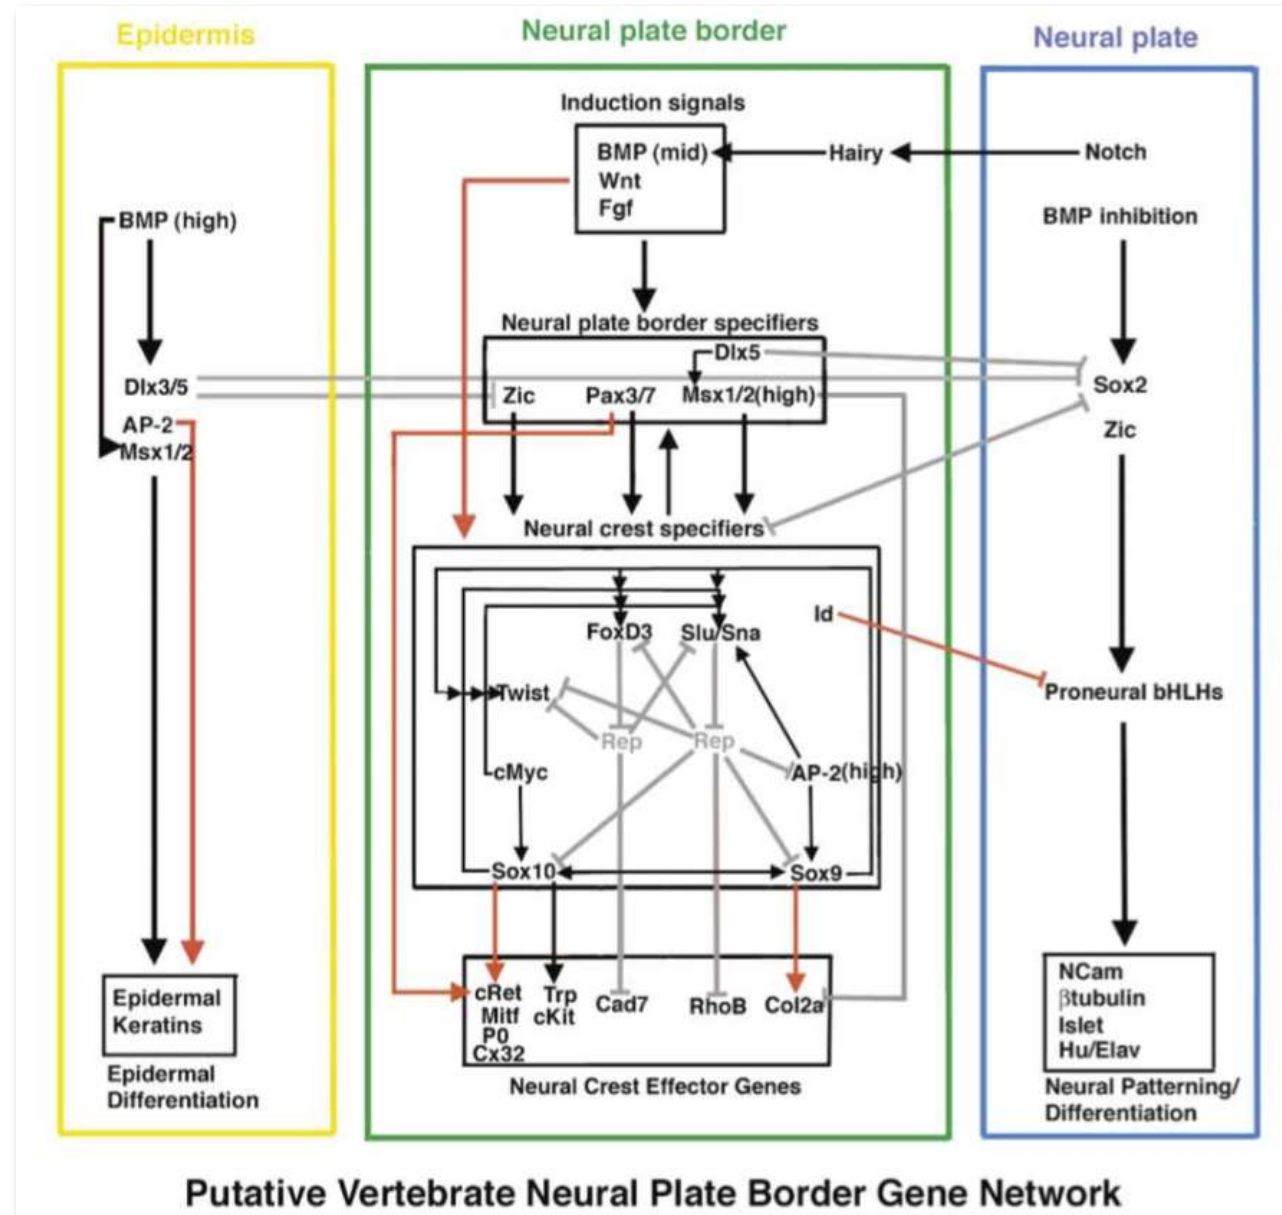 Epidermis
Neural plate border
Neural plate
Induction signals
BMP (mid)
Wnt
Fgf
Hairy
Notch
BMP (high)
BMP inhibition
Neural plate border specifiers
Dlx5
Dlx3/5
Zic
Pax3/7
Msx1/2(high)
Sox2
AP-2
Msx1/2
Zic
Neural crest specifiers
FoxD3
Slu/Sna
Id
Twist
Proneural bHLHs
Rep
Rep
cMyc
AP-2(high)
Sox10
Sox9
cRet
Mitf
P0
Cx32
Trp
cKit
Cad7
RhoB
Col2a
Neural Crest Effector Genes
Epidermal
Keratins
Epidermal
Differentiation
NCam
βtubulin
Islet
Hu/Elav
Neural Patterning/
Differentiation
Putative Vertebrate Neural Plate Border Gene Network